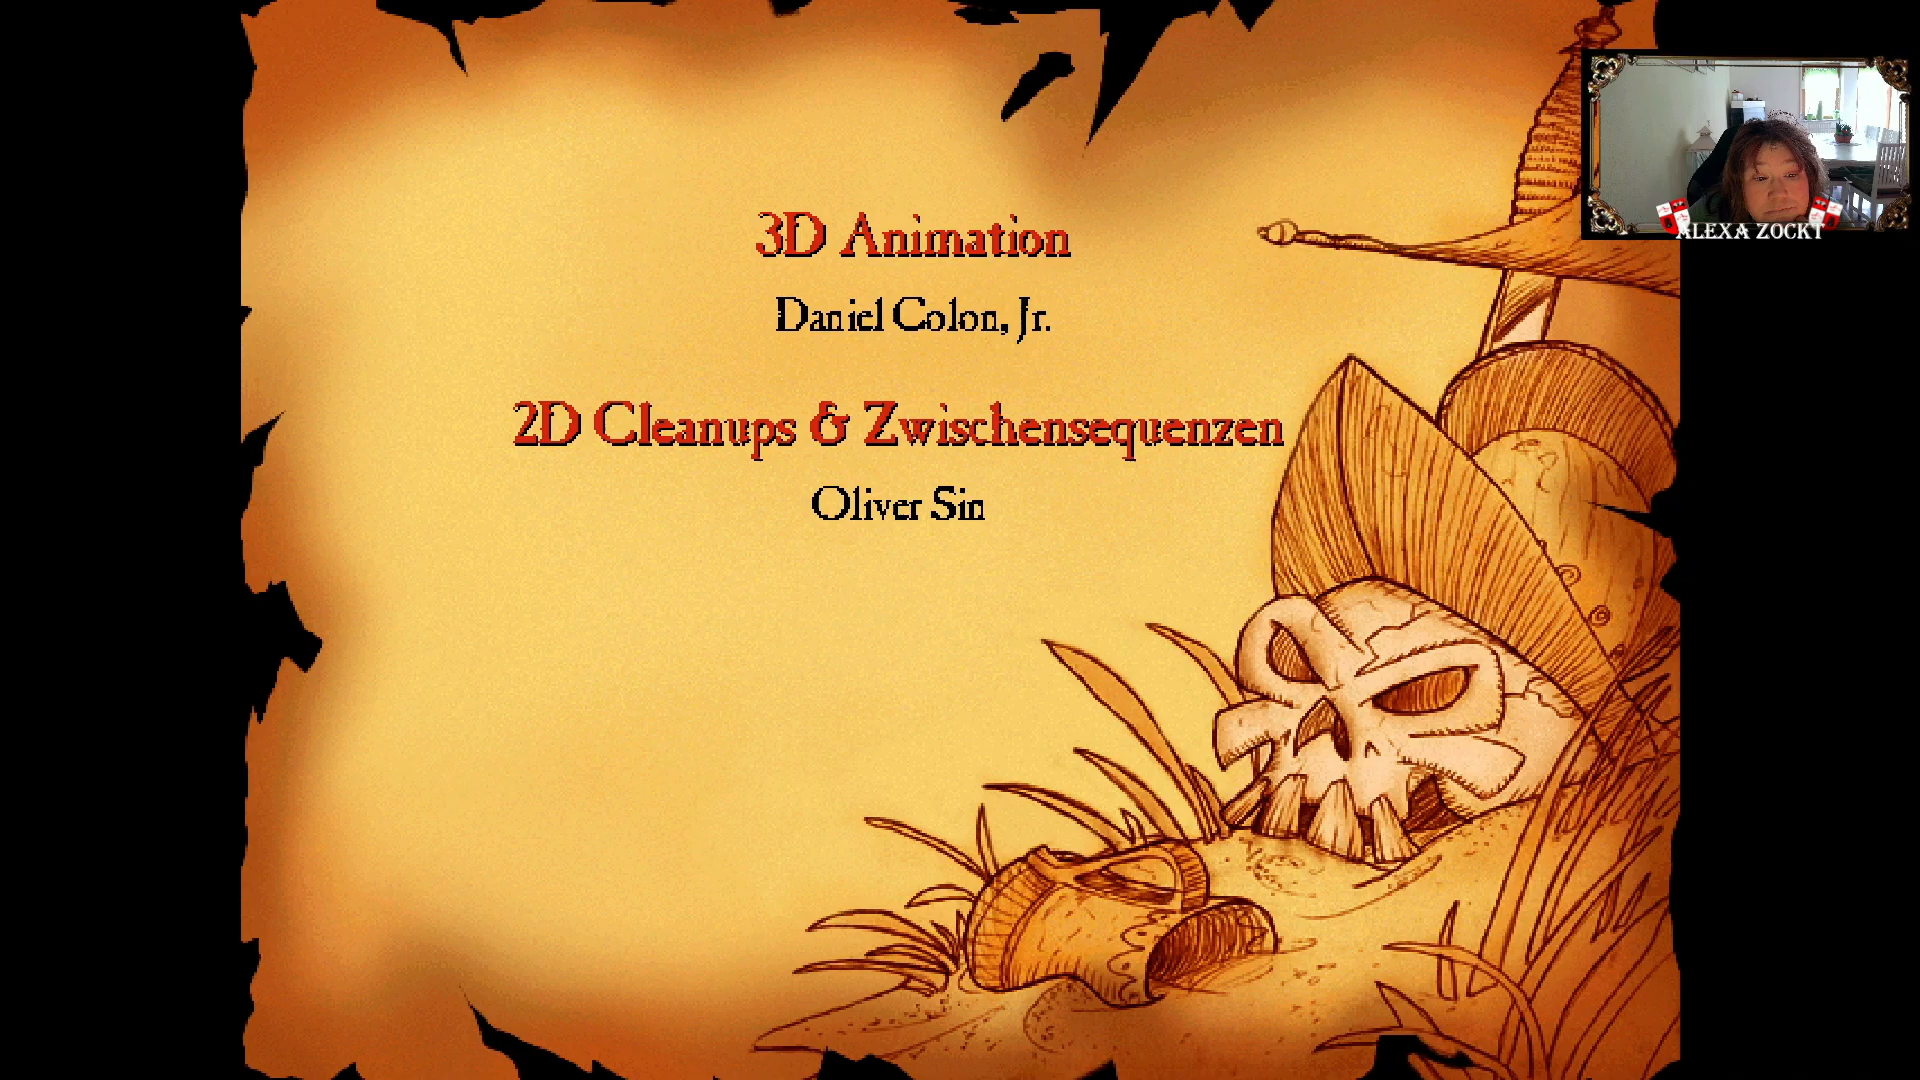 3D Animation
Daniel Colon, Jr.
2D Cleanups & Zwischensequenzen
Oliver Sin
ALEXA ZOCKT